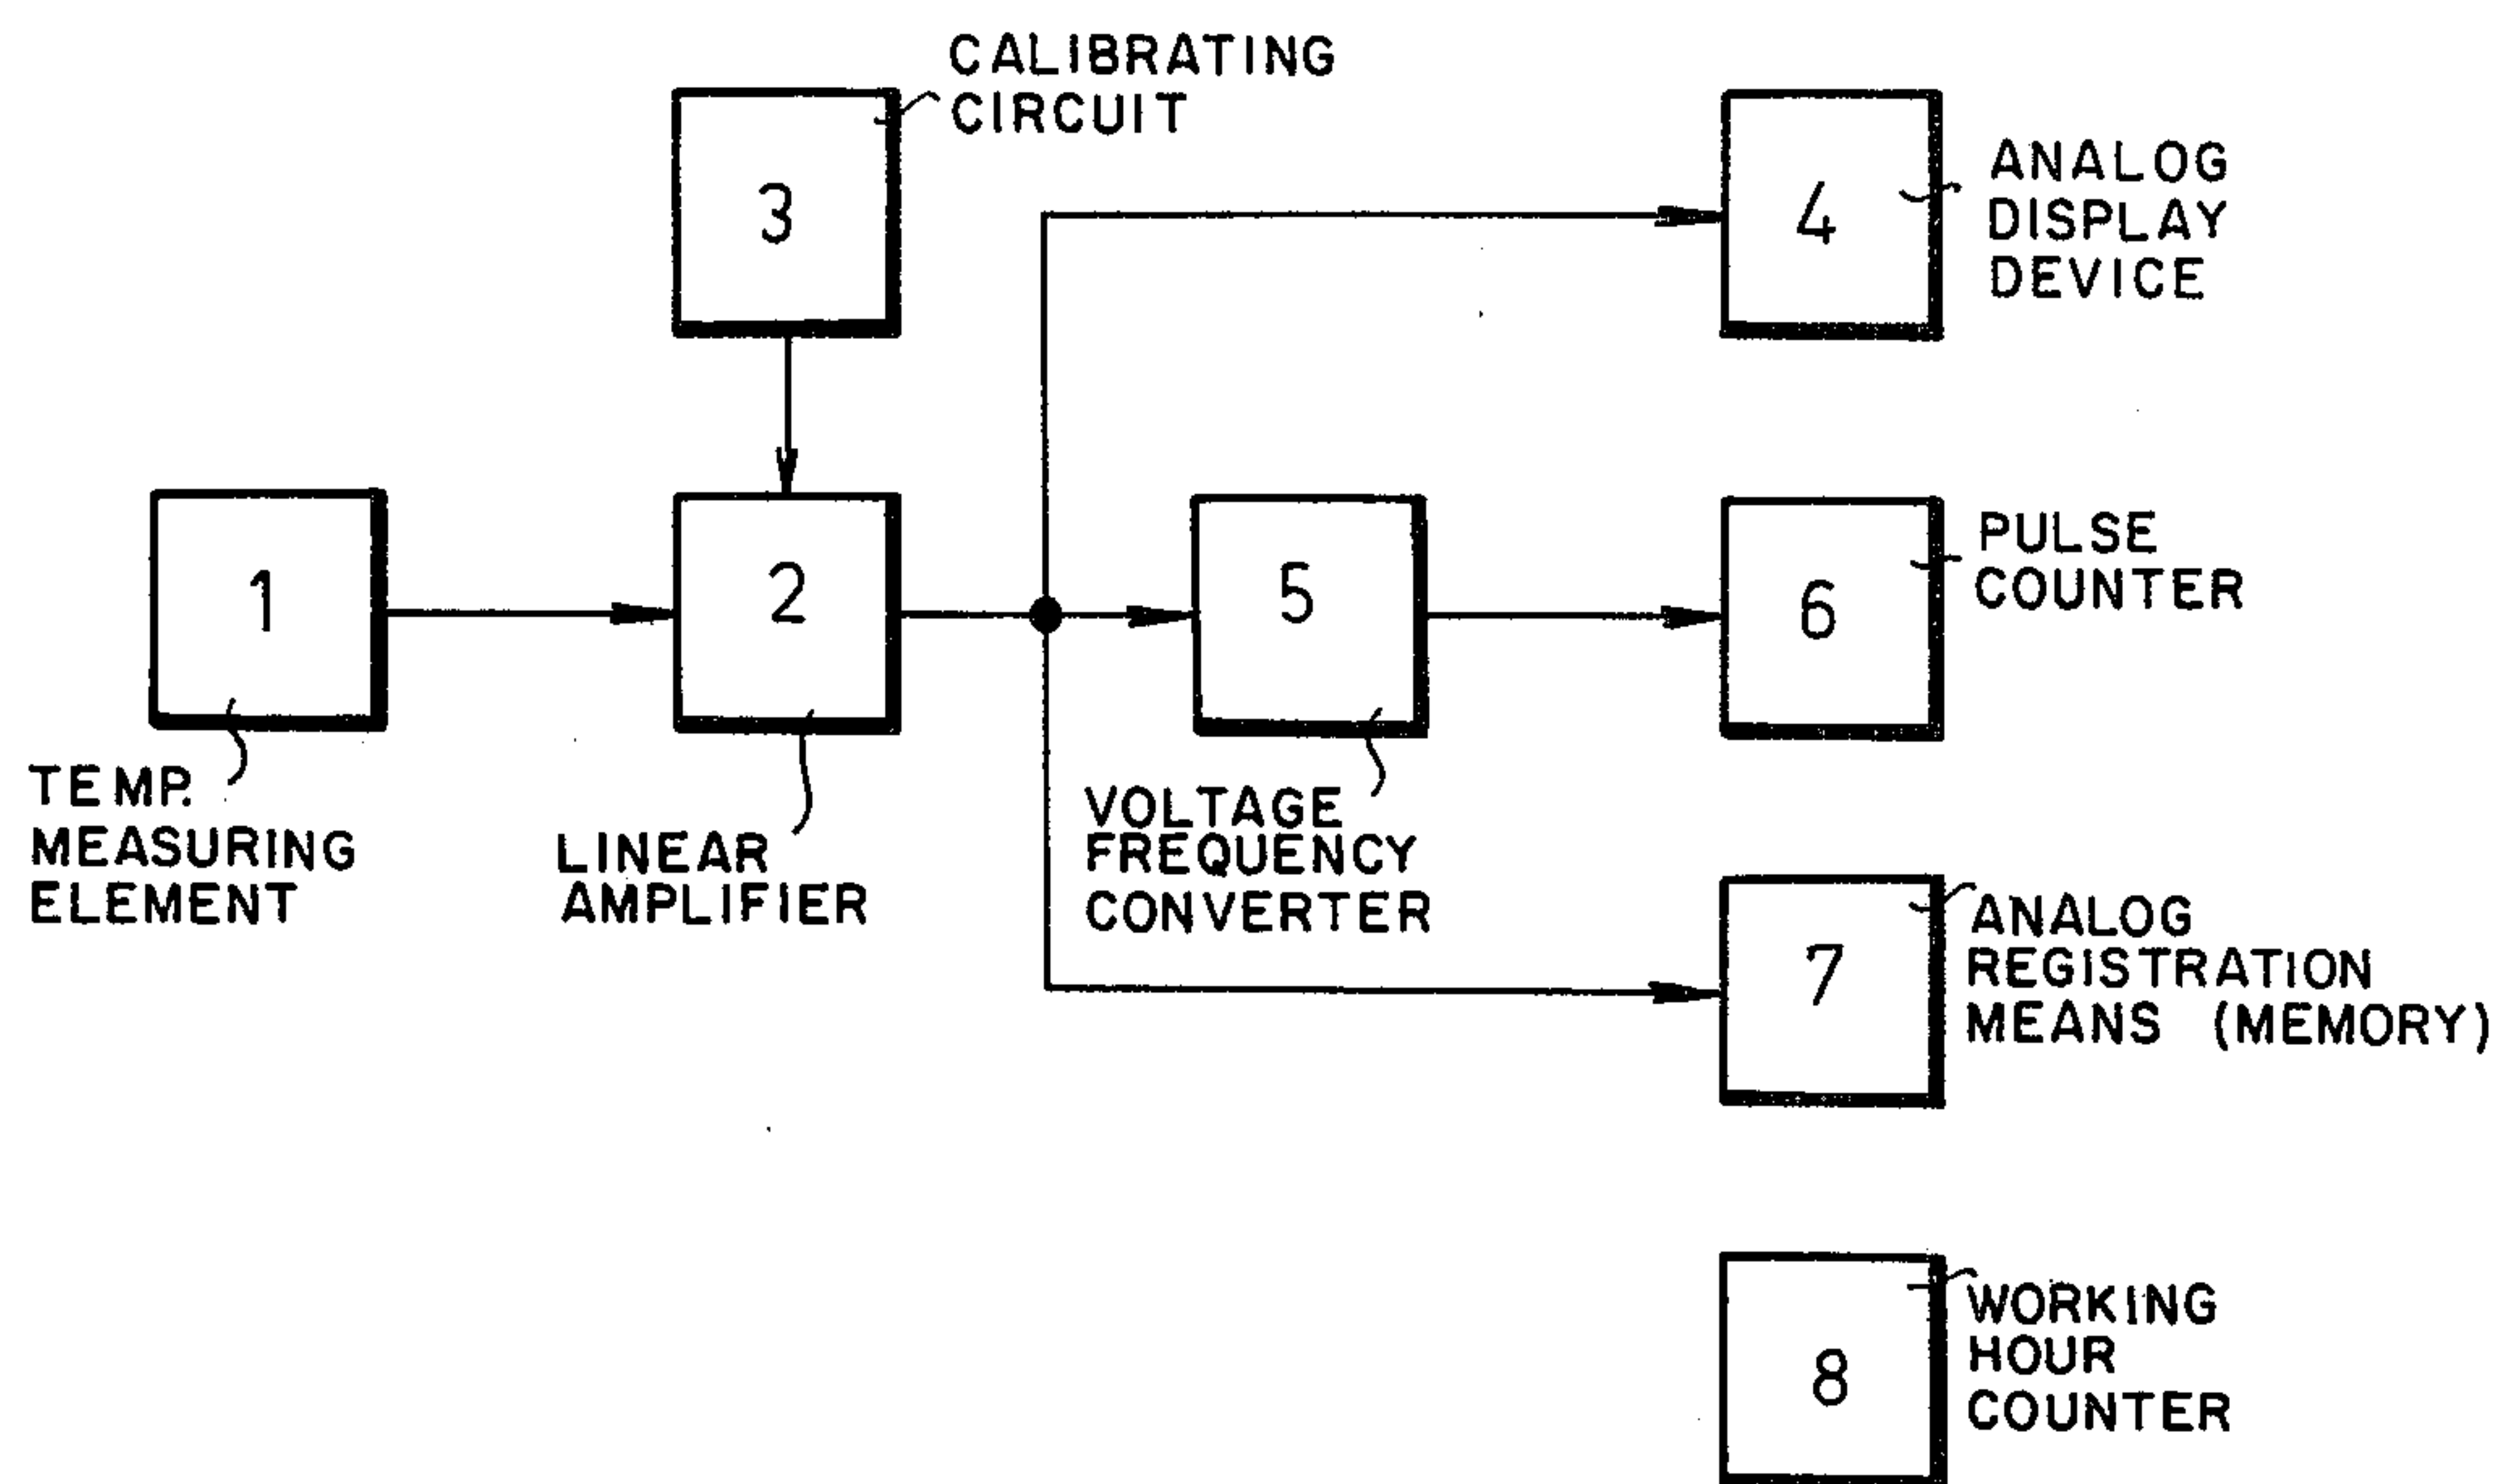 CALIBRATING
CIRCUIT
3
4
ANALOG
DISPLAY
DEVICE
1
2
5
6
PULSE
COUNTER
TEMP.
MEASURING
ELEMENT
LINEAR
AMPLIFIER
VOLTAGE
FREQUENCY
CONVERTER
7
ANALOG
REGISTRATION
MEANS (MEMORY)
8
WORKING
HOUR
COUNTER